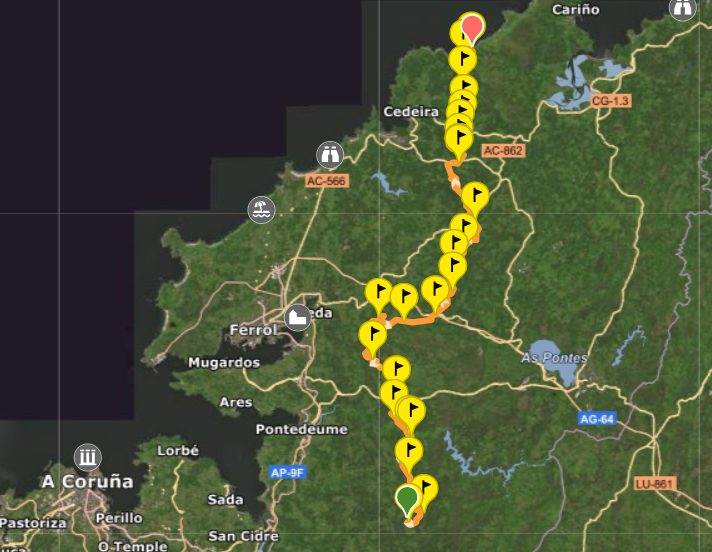 Cariño
CG-1.3
Cedeira
AC-862
AC-566
eda
Ferrol
As Pontes
Mugardos
Ares
AG-64
Pontedeume
Lorbé
AP-9F
A Coruña
LU-861
Sada
Perillo
Pastoriza
San Cidre
O Temple